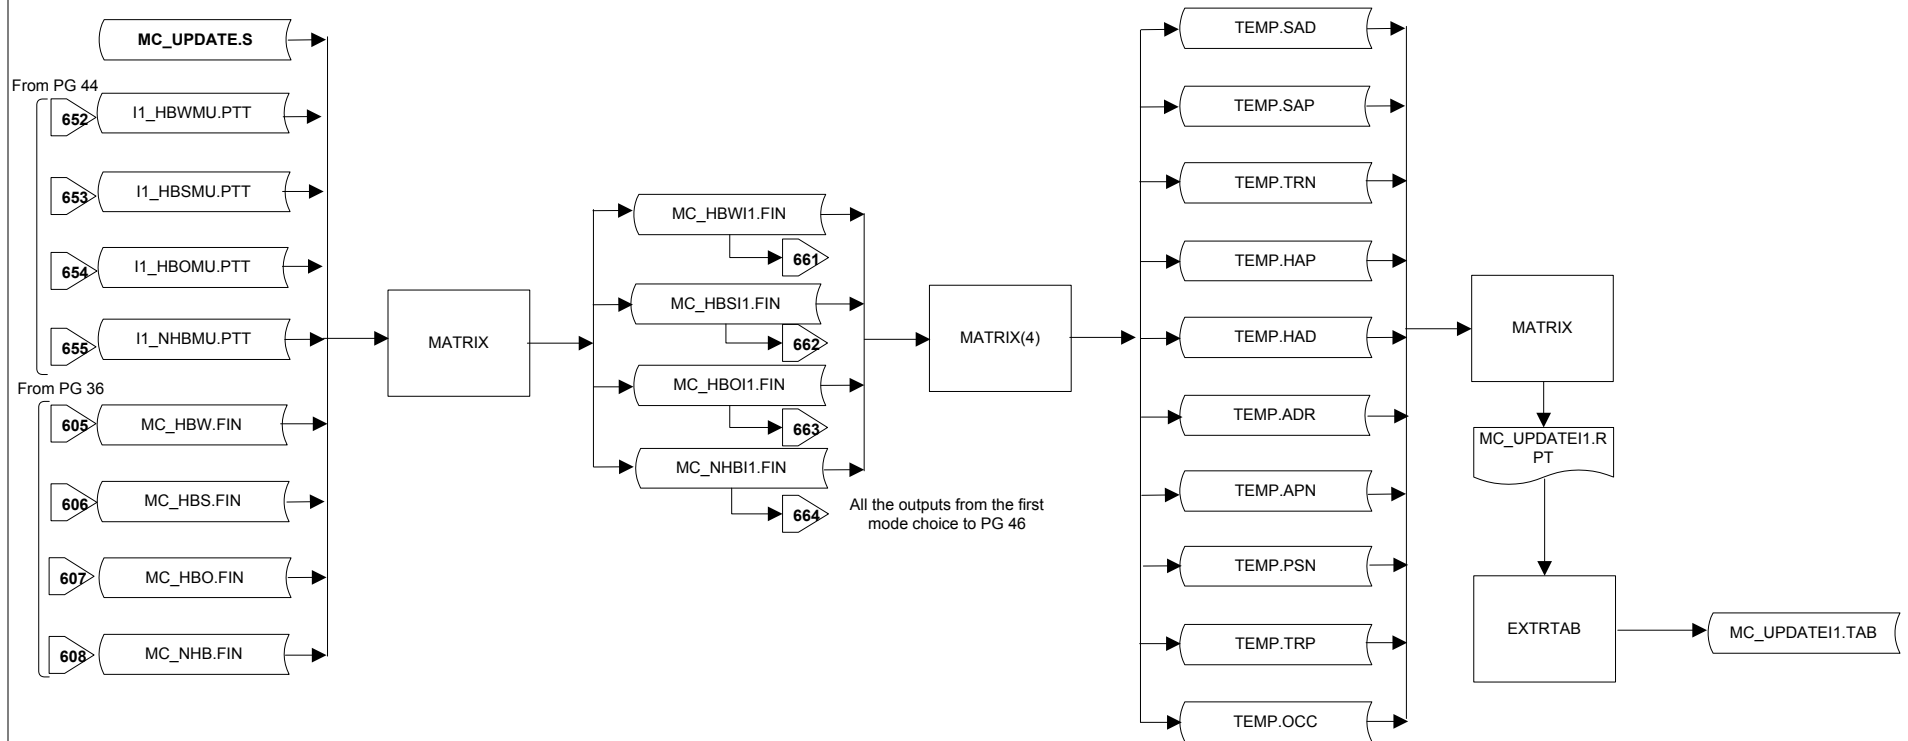 MC_UPDATE.S
From PG 44
652
I1_HBWMU.PTT
653
I1_HBSMU.PTT
654
I1_HBOMU.PTT
655
I1_NHBMU.PTT
From PG 36
605
MC_HBW.FIN
606
MC_HBS.FIN
607
MC_HBO.FIN
608
MC_NHB.FIN
MATRIX
MC_HBWI1.FIN
661
MC_HBSI1.FIN
662
MC_HBOI1.FIN
663
MC_NHBI1.FIN
664
All the outputs from the first
mode choice to PG 46
MATRIX(4)
TEMP.SAD
TEMP.SAP
TEMP.TRN
TEMP.HAP
TEMP.HAD
TEMP.ADR
TEMP.APN
TEMP.PSN
TEMP.TRP
TEMP.OCC
MATRIX
MC_UPDATEI1.R
PT
EXTRTAB
MC_UPDATEI1.TAB